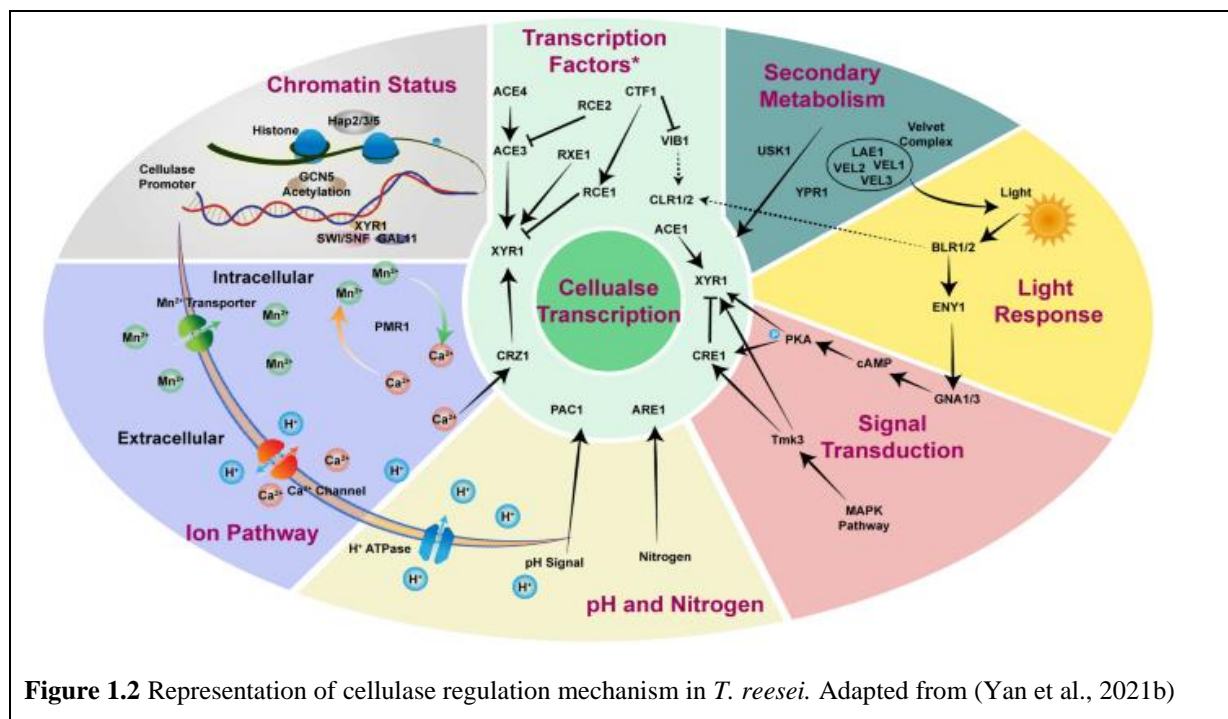 Transcription
Factors*
ACE4
RCE2
CTF1
ACE3
RXE1
VIB1
RCE1
CLR1/2
ACE1
XYR1
XYR1
Cellualse
Transcription
CRZ1
CRE1
PAC1
ARE1
Chromatin Status
Hap2/3/5
Histone
Cellulase
Promoter
GCN5
Acetylation
XYR1
SWI/SNF GAL11
Secondary
Metabolism
USK1
YPR1
Velvet
Complex
LAE1
VEL2 VEL1
VEL3
Light
BLR1/2
ENY1
Light
Response
GNA1/3
cAMP
PKA
P
Signal
Transduction
Tmk3
MAPK
Pathway
Intracellular
Mn²⁺ Transporter
Mn²⁺
Mn²⁺
Mn²⁺
Mn²⁺
Mn²⁺
Mn²⁺
PMR1
Ca²⁺
Ca²⁺
Ca²⁺
Extracellular
H⁺
H⁺
Ca²⁺
Ca²⁺
Ca²⁺ Channel
Ion Pathway
H⁺
H⁺
H⁺
H⁺ ATPase
H⁺
H⁺
pH Signal
Nitrogen
pH and Nitrogen
Figure 1.2 Representation of cellulase regulation mechanism in T. reesei. Adapted from (Yan et al., 2021b)